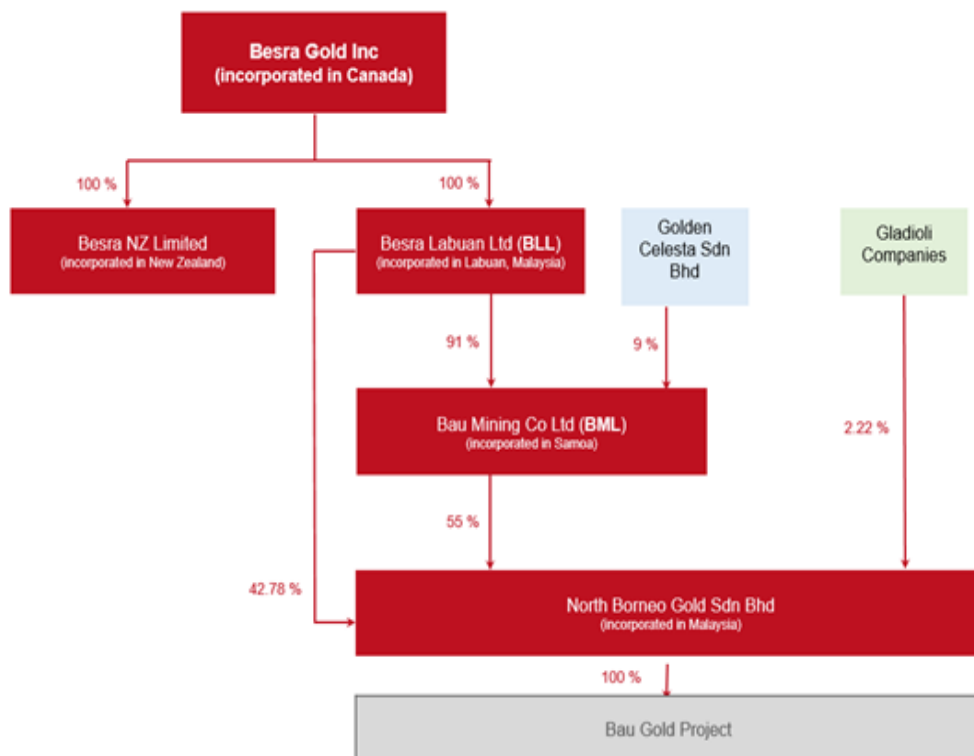 Besra Gold Inc
(incorporated in Canada)
100 %
100 %
Besra NZ Limited
(incorporated in New Zealand)
Besra Labuan Ltd (BLL)
(incorporated in Labuan, Malaysia)
Golden
Celesta Sdn
Bhd
Gladioli
Companies
91 %
9 %
Bau Mining Co Ltd (BML)
(incorporated in Samoa)
2.22 %
55 %
42.78 %
North Borneo Gold Sdn Bhd
(incorporated in Malaysia)
100 %
Bau Gold Project